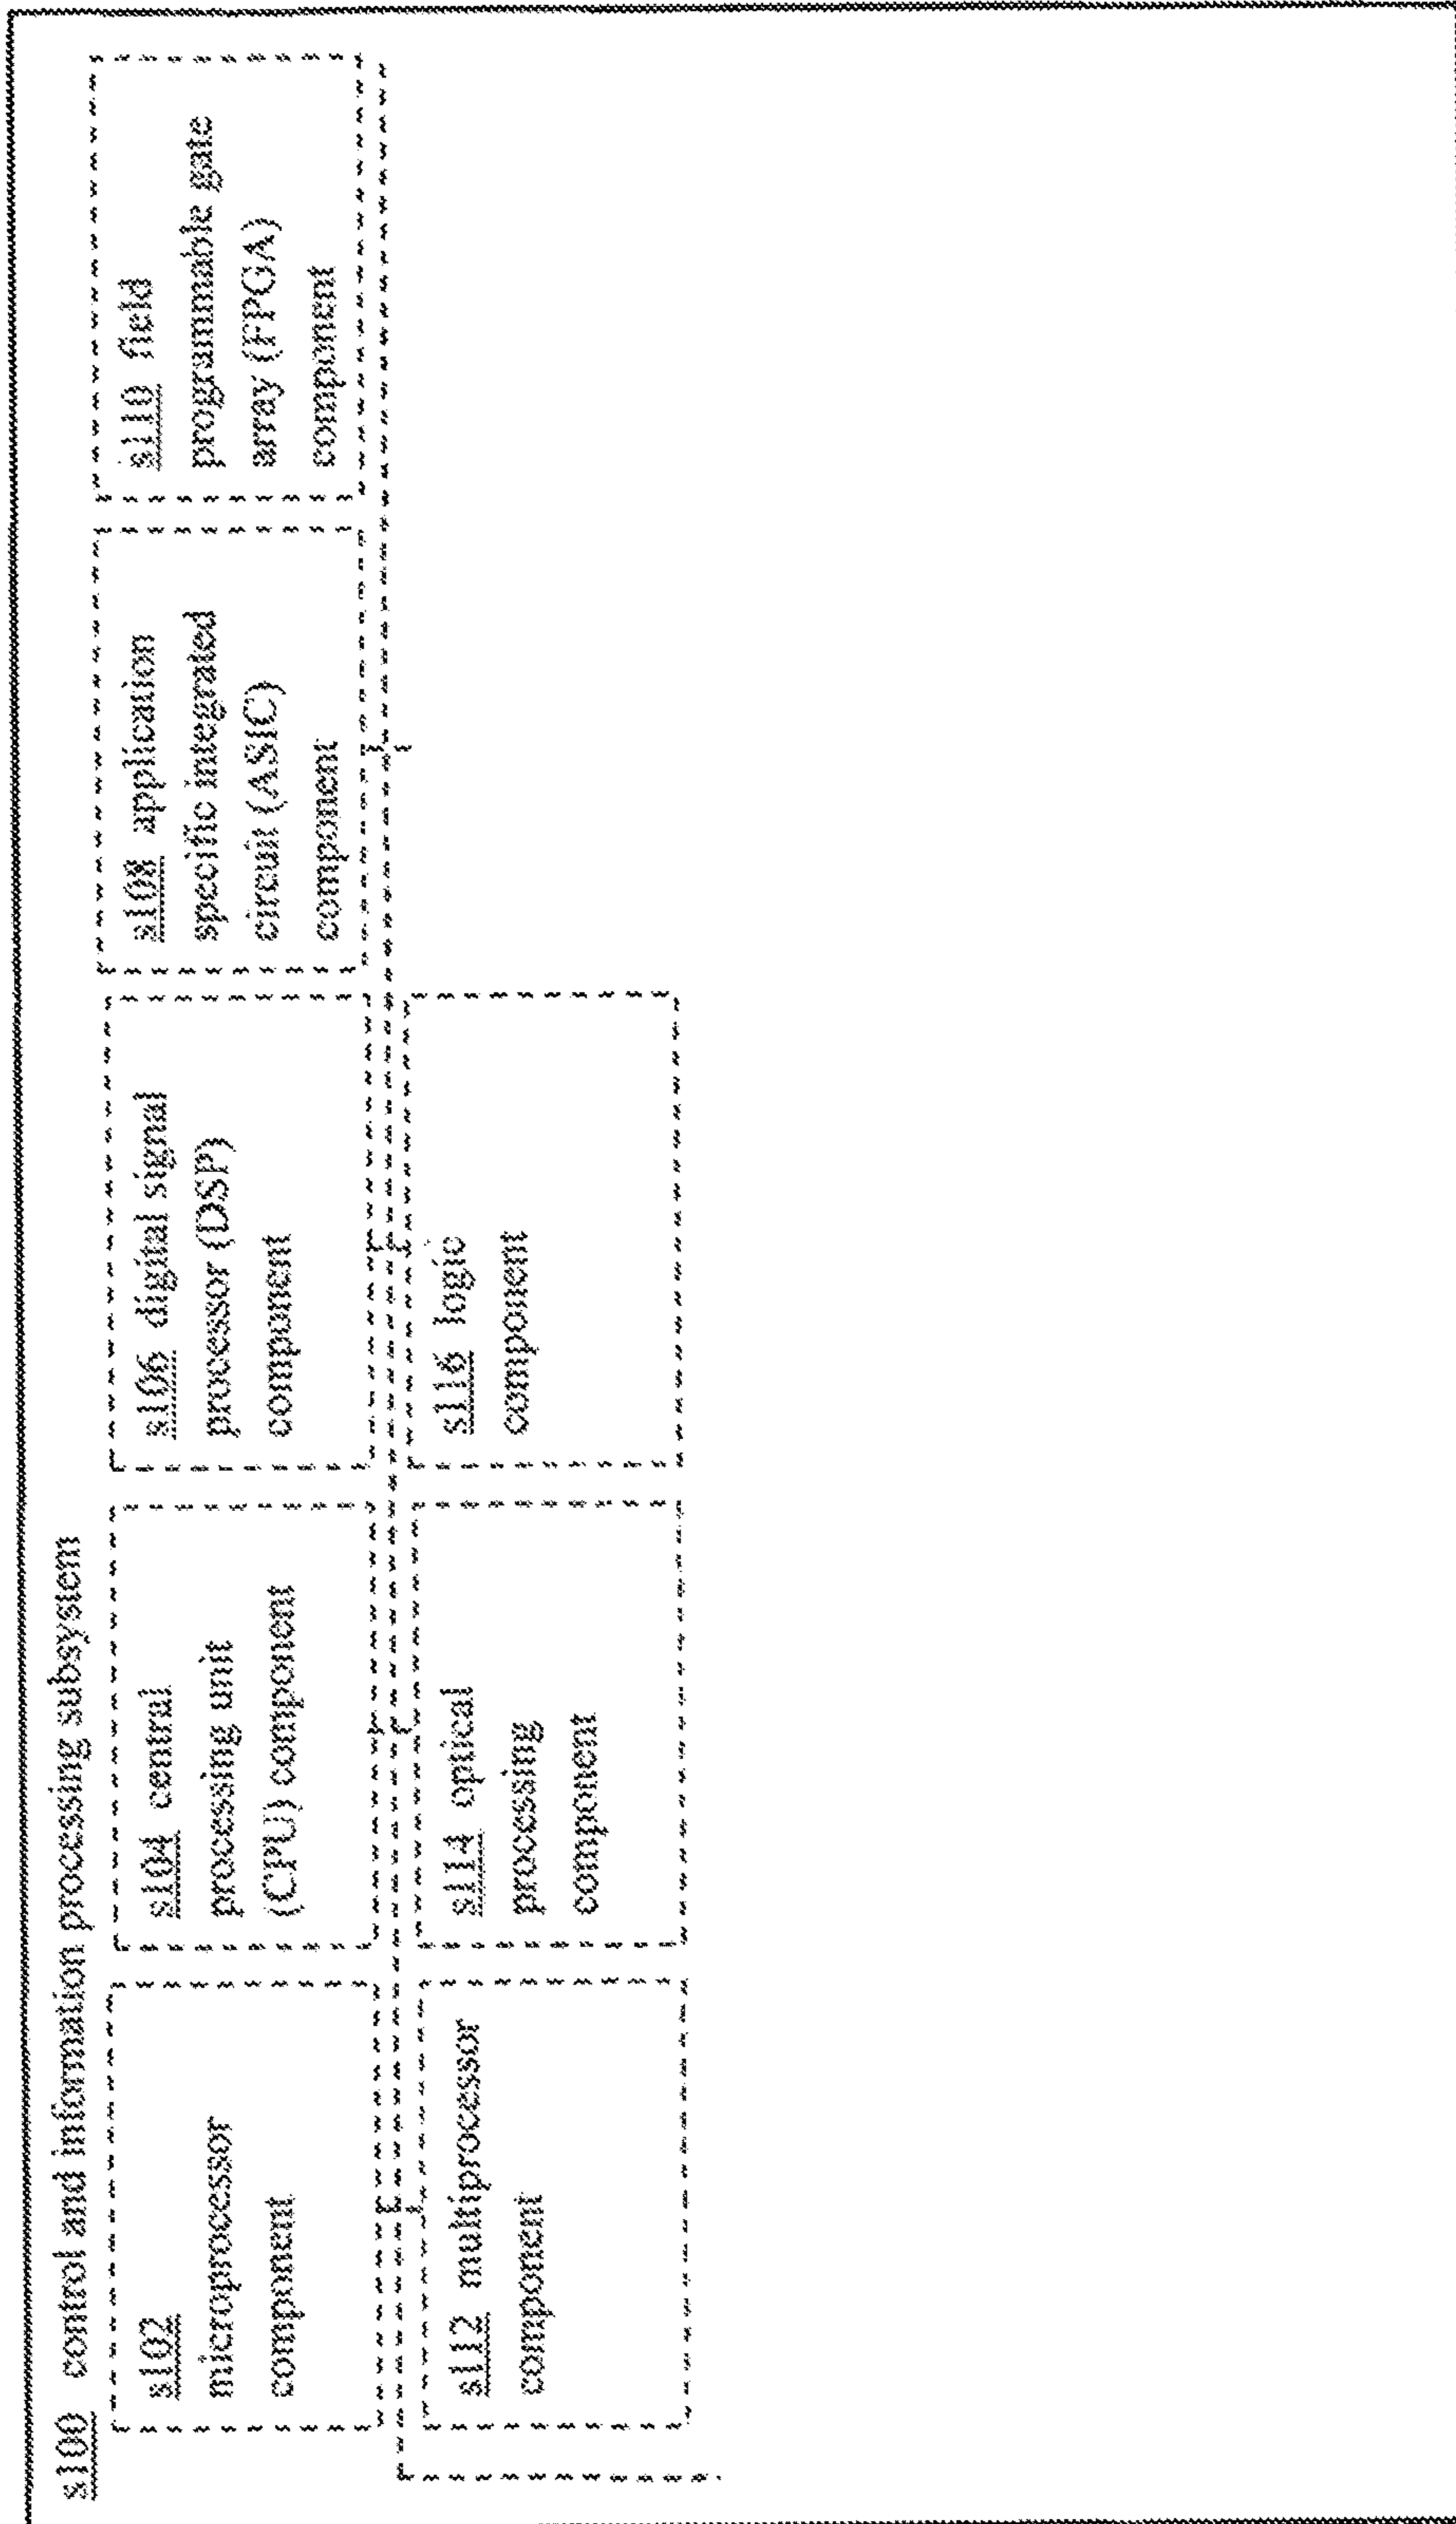 s100 control and information processing subsystem
s102
microprocessor
component
s104 central
processing unit
(CPU) component
s106 digital signal
processor (DSP)
component
s108 application
specific integrated
circuit (ASIC)
component
s110 field
programmable gate
array (FPGA)
component
s112 multiprocessor
component
s114 optical
processing
component
s116 logic
component